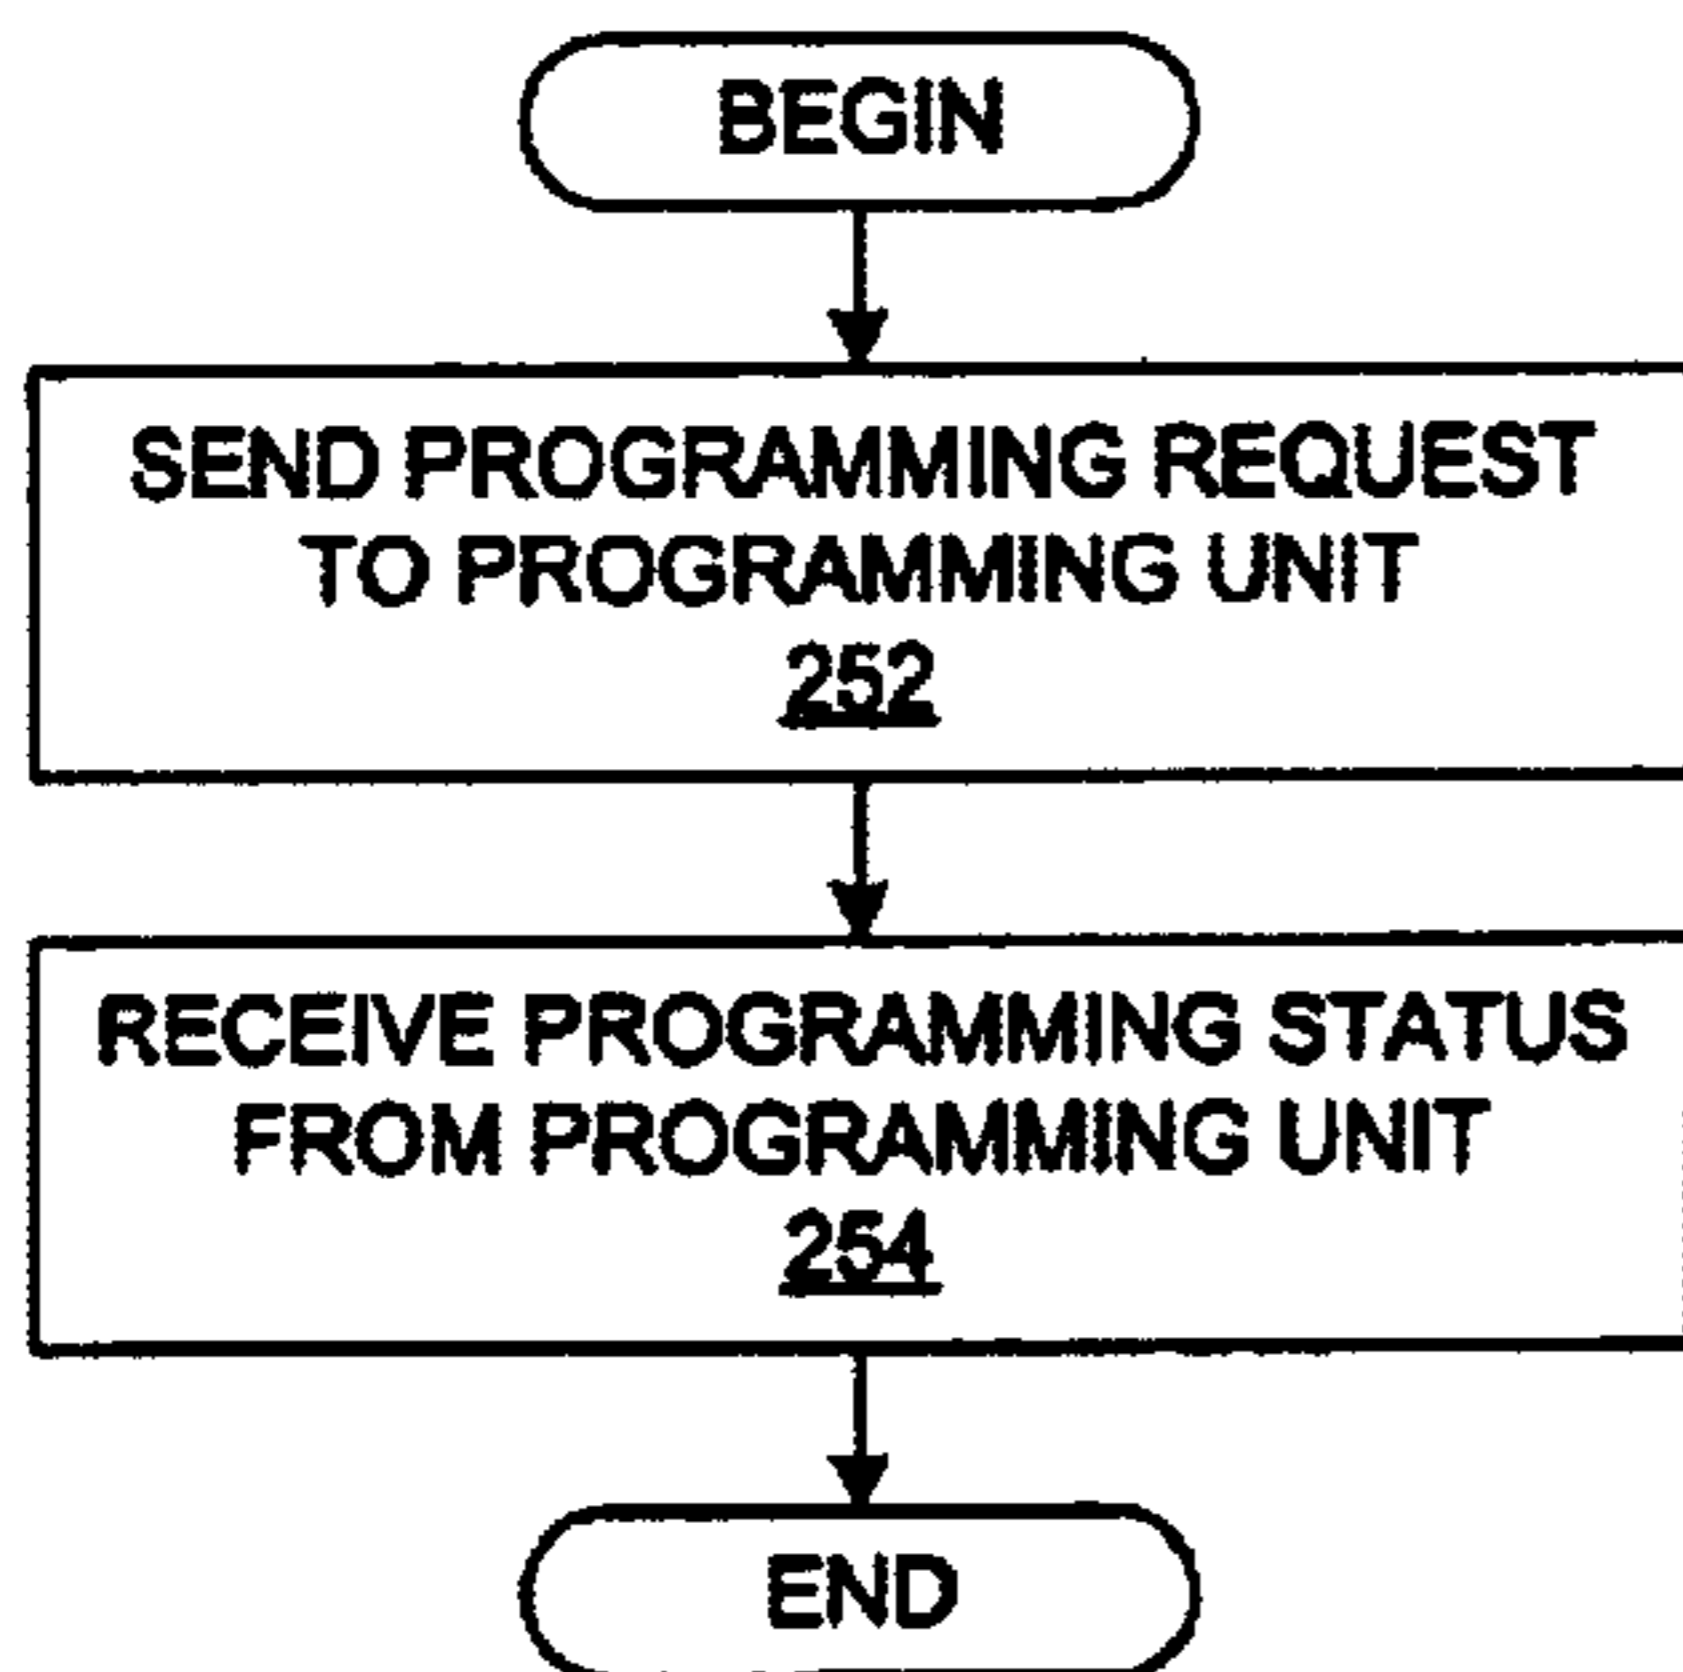 BEGIN
SEND PROGRAMMING REQUEST
TO PROGRAMMING UNIT
252
RECEIVE PROGRAMMING STATUS
FROM PROGRAMMING UNIT
254
END